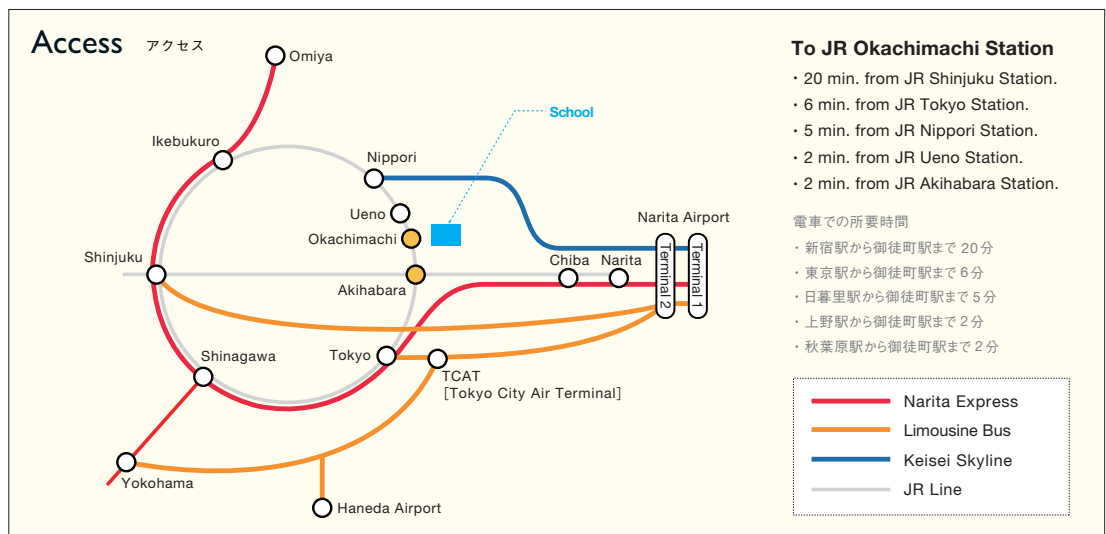 Access アクセス
Omiya
Ikebukuro
Nippori
School
Ueno
Okachimachi
Narita Airport
Terminal 2
Terminal 1
Shinjuku
Chiba
Narita
Akihabara
Shinagawa
Tokyo
TCAT
[Tokyo City Air Terminal]
Yokohama
Haneda Airport
To JR Okachimachi Station
・20 min. from JR Shinjuku Station.
・6 min. from JR Tokyo Station.
・5 min. from JR Nippori Station.
・2 min. from JR Ueno Station.
・2 min. from JR Akihabara Station.
電車での所要時間
・新宿駅から御徒町駅まで 20分
・東京駅から御徒町駅まで 6分
・日暮里駅から御徒町駅まで 5分
・上野駅から御徒町駅まで 2分
・秋葉原駅から御徒町駅まで 2分
Narita Express
Limousine Bus
Keisei Skyline
JR Line